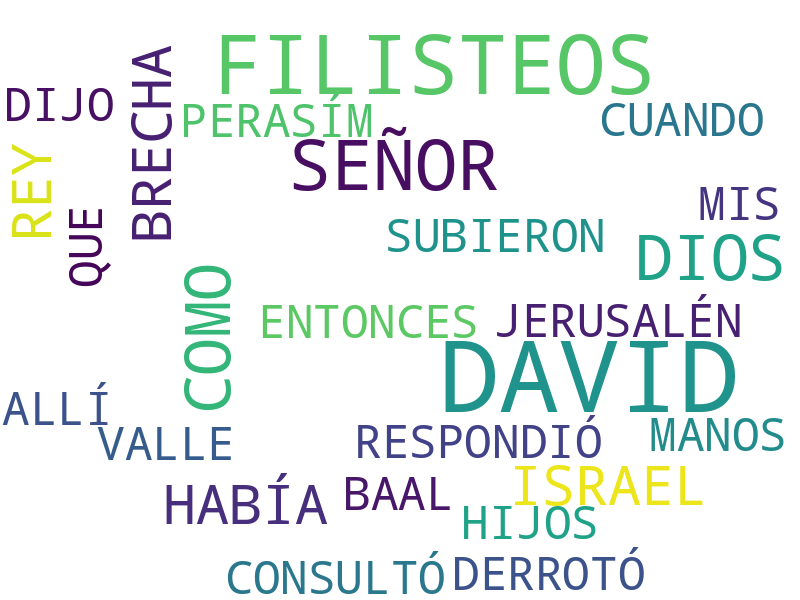 FILISTEOS
DIJO
BRECHA
PERASÍM
CUANDO
SEÑOR
REY
QUE
MIS
SUBIERON
DIOS
COMO
ENTONCES
JERUSALÉN
DAVID
ALLÍ
VALLE
RESPONDIÓ
MANOS
ISRAEL
HABÍA
BAAL
HIJOS
CONSULTÓ
DERROTÓ